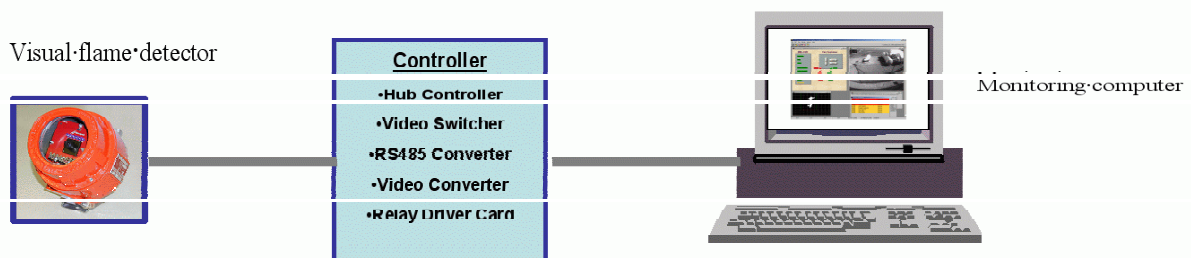 Visual·flame·detector
Controller
•Hub Controller
•Video Switcher
•RS485 Converter
•Video Converter
•Relay Driver Card
Monitoring·computer